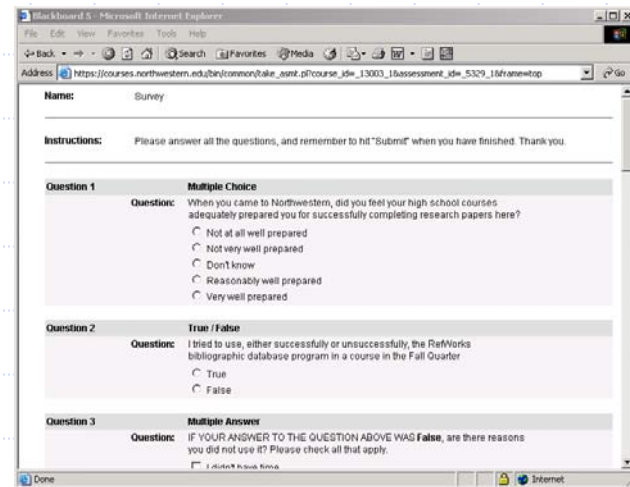 Blackboard 5 - Microsoft Internet Explorer
File Edit View Favorites Tools Help
Back Search Favorites Media
Address https://courses.northwestern.edu/bin/common/take_asmt.pl?course_id=_13003_1&assessment_id=_5329_1&frame=top Go
Name: Survey
Instructions: Please answer all the questions, and remember to hit "Submit" when you have finished. Thank you.
Question 1 Multiple Choice
Question: When you came to Northwestern, did you feel your high school courses
adequately prepared you for successfully completing research papers here?
Not at all well prepared
Not very well prepared
Don't know
Reasonably well prepared
Very well prepared
Question 2 True / False
Question: I tried to use, either successfully or unsuccessfully, the RefWorks
bibliographic database program in a course in the Fall Quarter
True
False
Question 3 Multiple Answer
Question: IF YOUR ANSWER TO THE QUESTION ABOVE WAS False, are there reasons
you did not use it? Please check all that apply.
I didn't have time
Done Internet